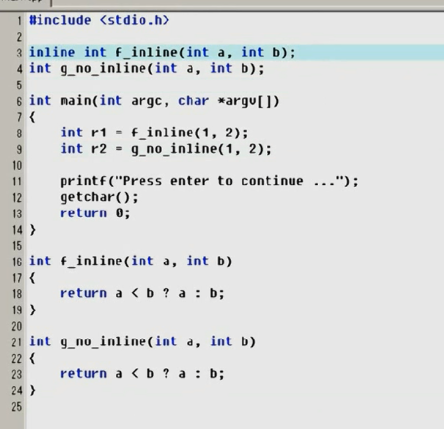 1 #include <stdio.h>
2
3 inline int f_inline(int a, int b);
4 int g_no_inline(int a, int b);
5
6 int main(int argc, char *argv[])
7 {
8     int r1 = f_inline(1, 2);
9     int r2 = g_no_inline(1, 2);
10
11     printf("Press enter to continue ...");
12     getchar();
13     return 0;
14 }
15
16 int f_inline(int a, int b)
17 {
18     return a < b ? a : b;
19 }
20
21 int g_no_inline(int a, int b)
22 {
23     return a < b ? a : b;
24 }
25